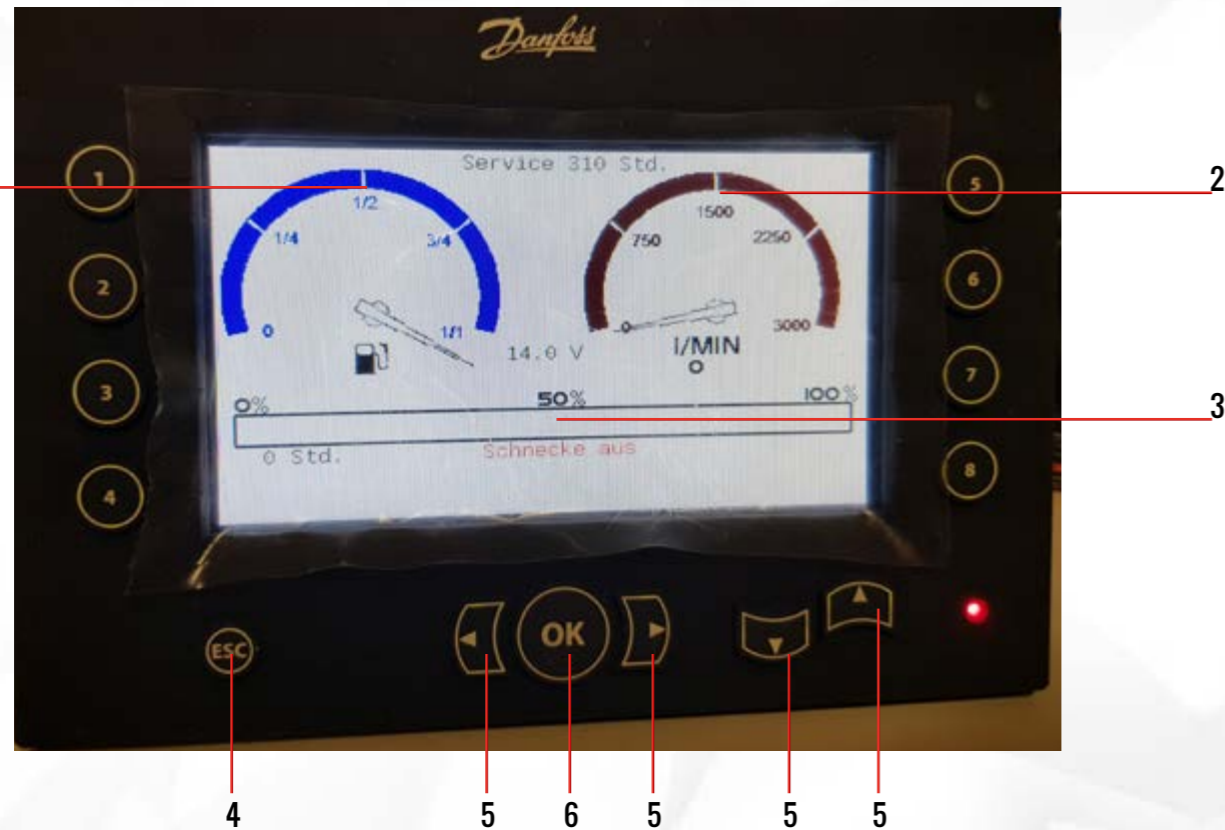 Danfoss
Service 310 Std.
1 5 2
1/2 1500
1/4 3/4 750 2250
2 6
0 1/1 0 3000
14.0 V
I/MIN
0
3 7
0% 50% 100%
3
0 Std. Schnecke aus
4 8
ESC OK
4 5 6 5 5 5